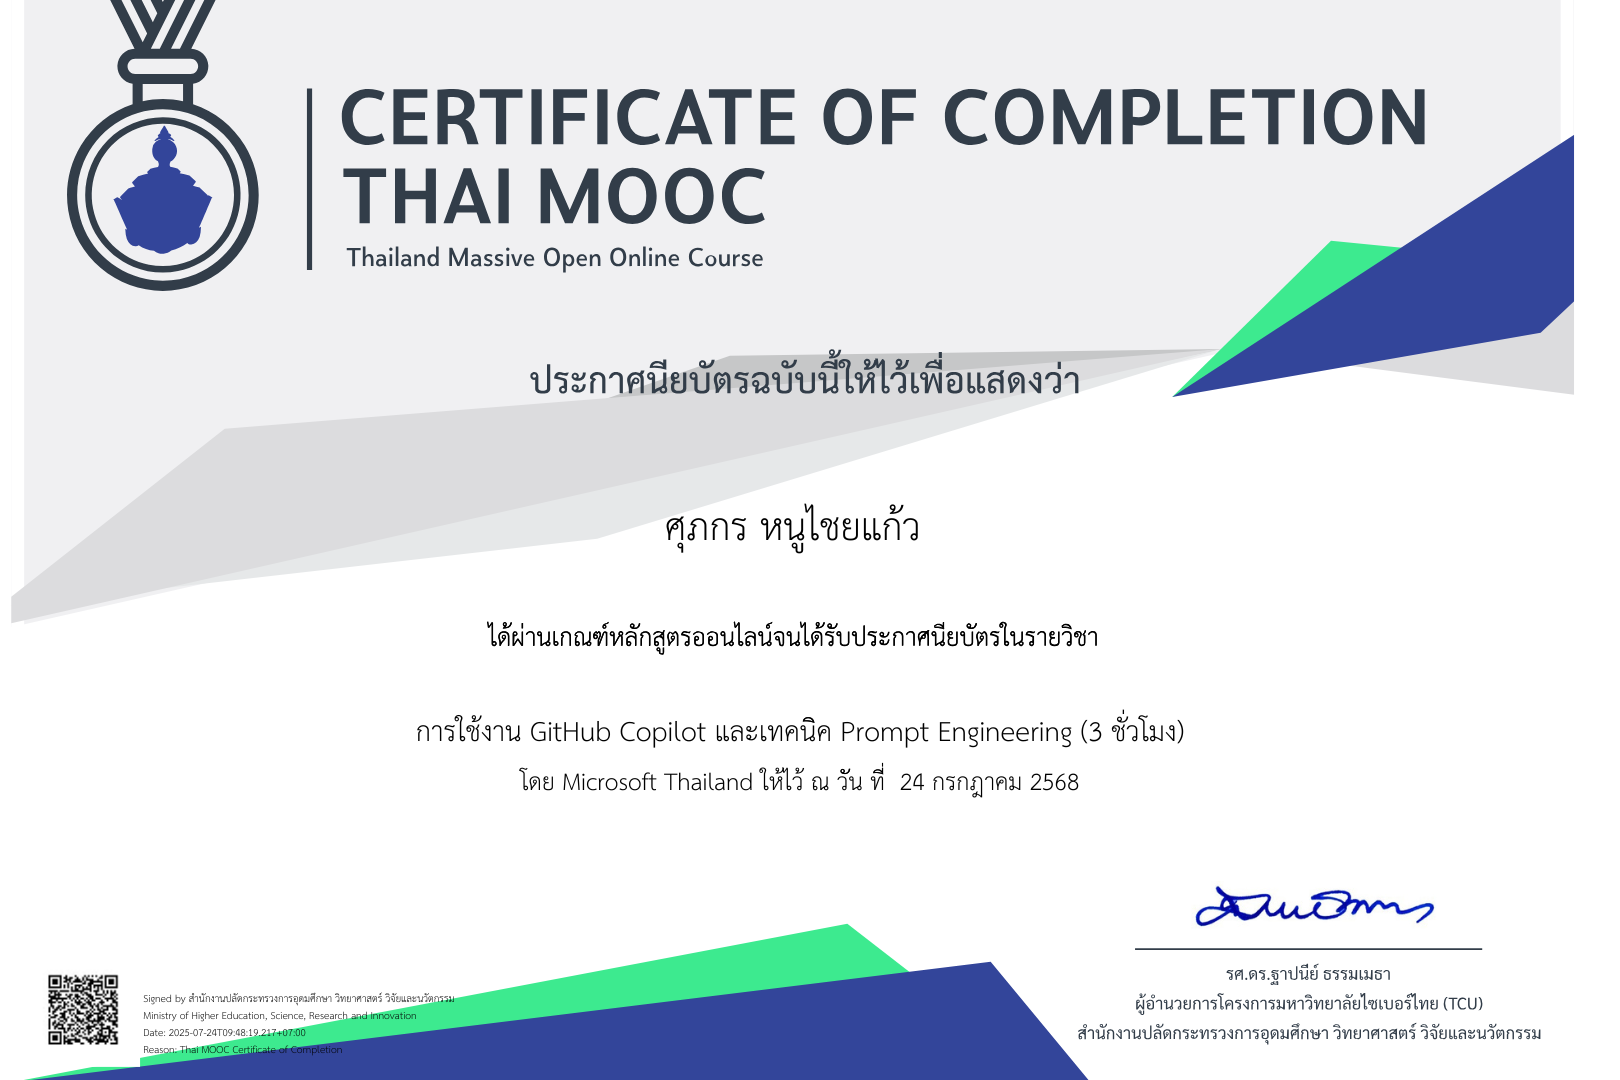 CERTIFICATE OF COMPLETION
THAI MOOC
Thailand Massive Open Online Course
ประกาศนียบัตรฉบับนี้ให้ไว้เพื่อแสดงว่า
ศุภกร หนูไชยแก้ว
ได้ผ่านเกณฑ์หลักสูตรออนไลน์จนได้รับประกาศนียบัตรในรายวิชา
การใช้งาน GitHub Copilot และเทคนิค Prompt Engineering (3 ชั่วโมง)
โดย Microsoft Thailand ให้ไว้ ณ วัน ที่ 24 กรกฎาคม 2568
รศ.ดร.ฐาปนีย์ ธรรมเมธา
ผู้อำนวยการโครงการมหาวิทยาลัยไซเบอร์ไทย (TCU)
สำนักงานปลัดกระทรวงการอุดมศึกษา วิทยาศาสตร์ วิจัยและนวัตกรรม
Signed by สำนักงานปลัดกระทรวงการอุดมศึกษา วิทยาศาสตร์ วิจัยและนวัตกรรม
Ministry of Higher Education, Science, Research and Innovation
Date: 2025-07-24T09:48:19.217+07:00
Reason: Thai MOOC Certificate of Completion